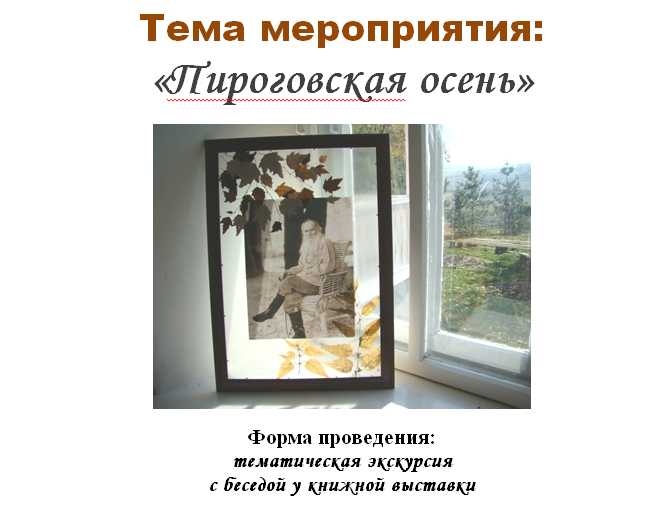 Тема мероприятия:
«Пироговская осень»
Форма проведения:
тематическая экскурсия
с беседой у книжной выставки